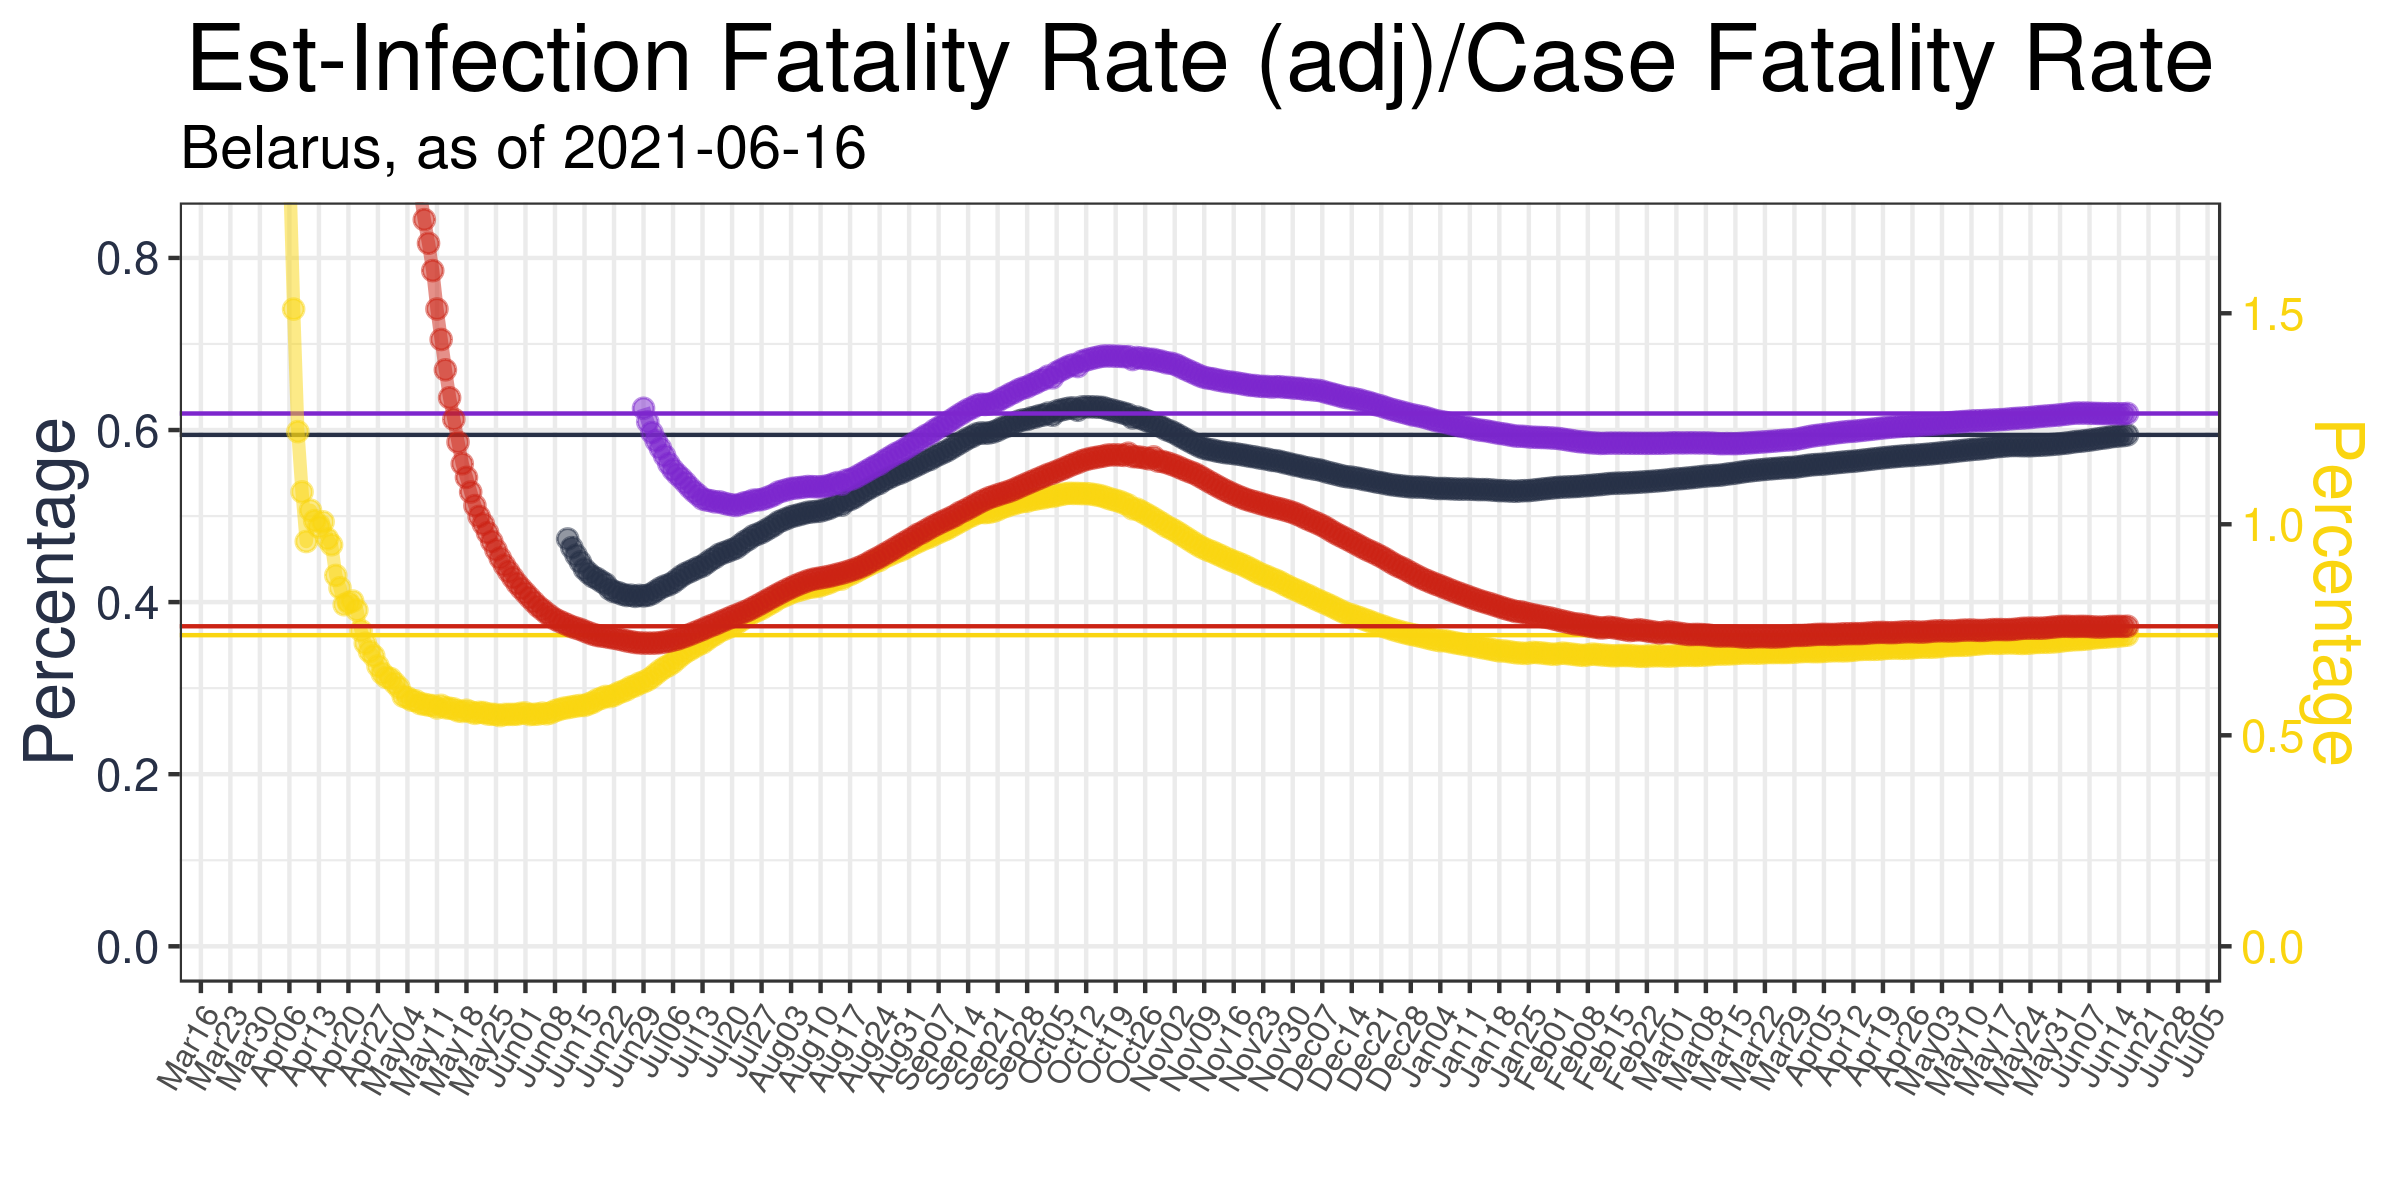 Est-Infection Fatality Rate (adj)/Case Fatality Rate
Belarus, as of 2021-06-16
Percentage
0.8
0.6
0.4
0.2
0.0
1.5
1.0
0.5
0.0
Percentage
Mar16
Mar23
Mar30
Apr06
Apr13
Apr20
Apr27
May04
May11
May18
May25
Jun01
Jun08
Jun15
Jun22
Jun29
Jul06
Jul13
Jul20
Jul27
Aug03
Aug10
Aug17
Aug24
Aug31
Sep07
Sep14
Sep21
Sep28
Oct05
Oct12
Oct19
Oct26
Nov02
Nov09
Nov16
Nov23
Nov30
Dec07
Dec14
Dec21
Dec28
Jan04
Jan11
Jan18
Jan25
Feb01
Feb08
Feb15
Feb22
Mar01
Mar08
Mar15
Mar22
Mar29
Apr05
Apr12
Apr19
Apr26
May03
May10
May17
May24
May31
Jun07
Jun14
Jun21
Jun28
Jul05